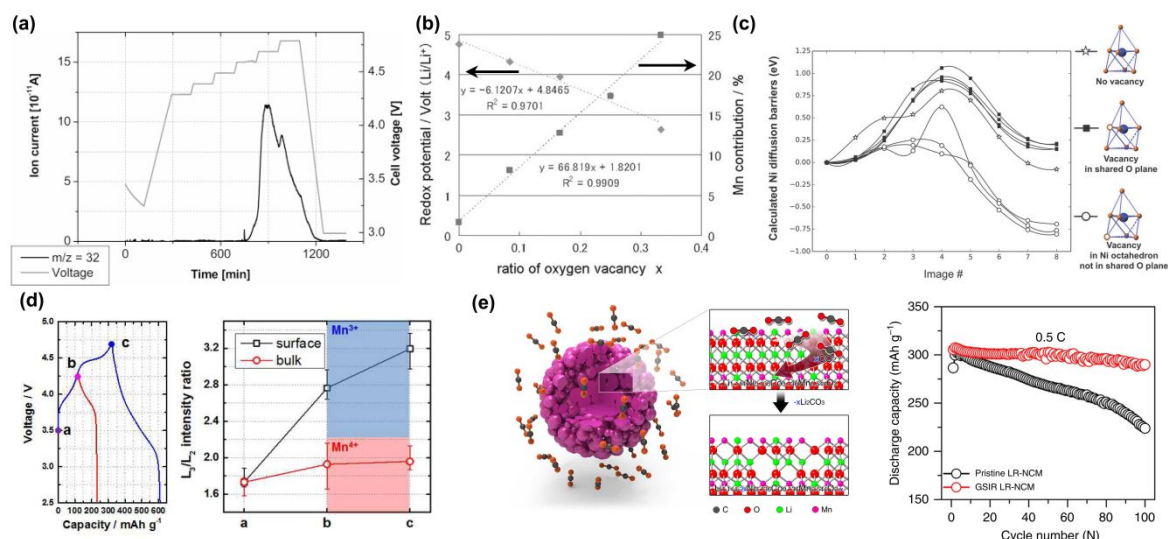 (a)
Ion current [10⁻¹¹A]
15
10
5
0
Cell voltage [V]
4.5
4.0
3.5
3.0
0
600
1200
Time [min]
m/z = 32
Voltage
(b)
Redox potential / Volt (Li/Li⁺)
5
4
3
2
1
0
y = −6.1207x + 4.8465
R² = 0.9701
y = 66.819x + 1.8201
R² = 0.9909
25
20
15
10
5
0
Mn contribution / %
0
0.1
0.2
0.3
0.4
ratio of oxygen vacancy x
(c)
Calculated Ni diffusion barriers (eV)
1.25
1.00
0.75
0.50
0.25
0.00
−0.25
−0.50
−0.75
−1.00
0 1 2 3 4 5 6 7 8
Image #
No vacancy
Vacancy
in shared O plane
Vacancy
in Ni octahedron
not in shared O plane
(d)
Voltage / V
5.0
4.5
4.0
3.5
3.0
2.5
a
b
c
0 100 200 300 400 500 600
Capacity / mAh g⁻¹
L₃/L₂ intensity ratio
3.2
2.8
2.4
2.0
1.6
surface
bulk
Mn³⁺
Mn⁴⁺
a
b
c
(e)
-xLi₂CO₃
C O Li Mn
Discharge capacity (mAh g⁻¹)
350
300
250
200
150
0.5 C
Pristine LR-NCM
GSIR LR-NCM
0 20 40 60 80 100
Cycle number (N)